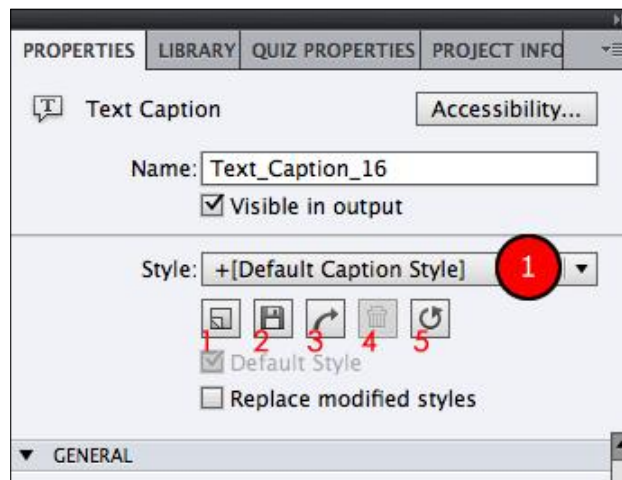 PROPERTIES LIBRARY QUIZ PROPERTIES PROJECT INFO
T Text Caption Accessibility...
Name: Text_Caption_16
Visible in output
Style: +[Default Caption Style] 1
1 2 3 4 5
Default Style
Replace modified styles
GENERAL